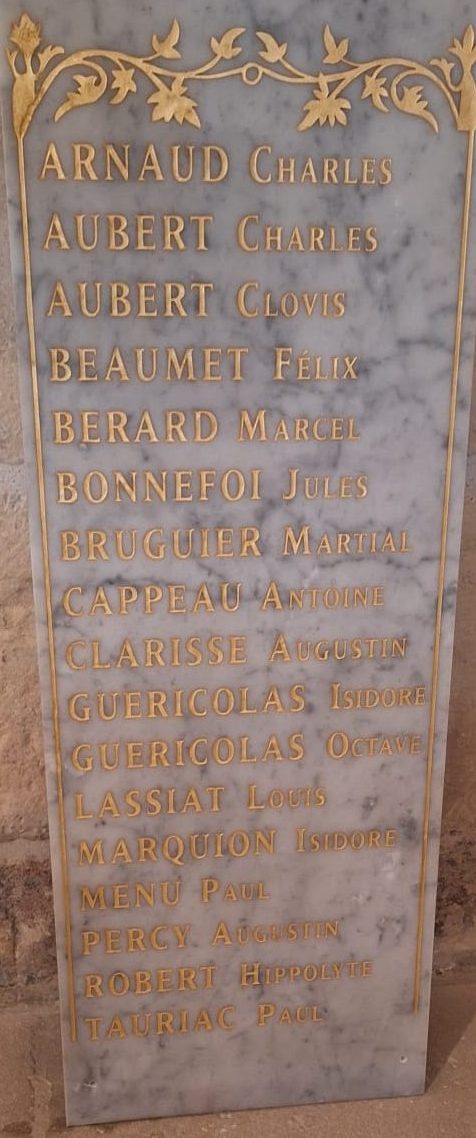 ARNAUD CHARLES
AUBERT CHARLES
AUBERT CLOVIS
BEAUMET FÉLIX
BERARD MARCEL
BONNEFOI JULES
BRUGUIER MARTIAL
CAPPEAU ANTOINE
CLARISSE AUGUSTIN
GUERICOLAS ISIDORE
GUERICOLAS OCTAVE
LASSIAT LOUIS
MARQUION ISIDORE
MENU PAUL
PERCY AUGUSTIN
ROBERT HIPPOLYTE
TAURIAC PAUL